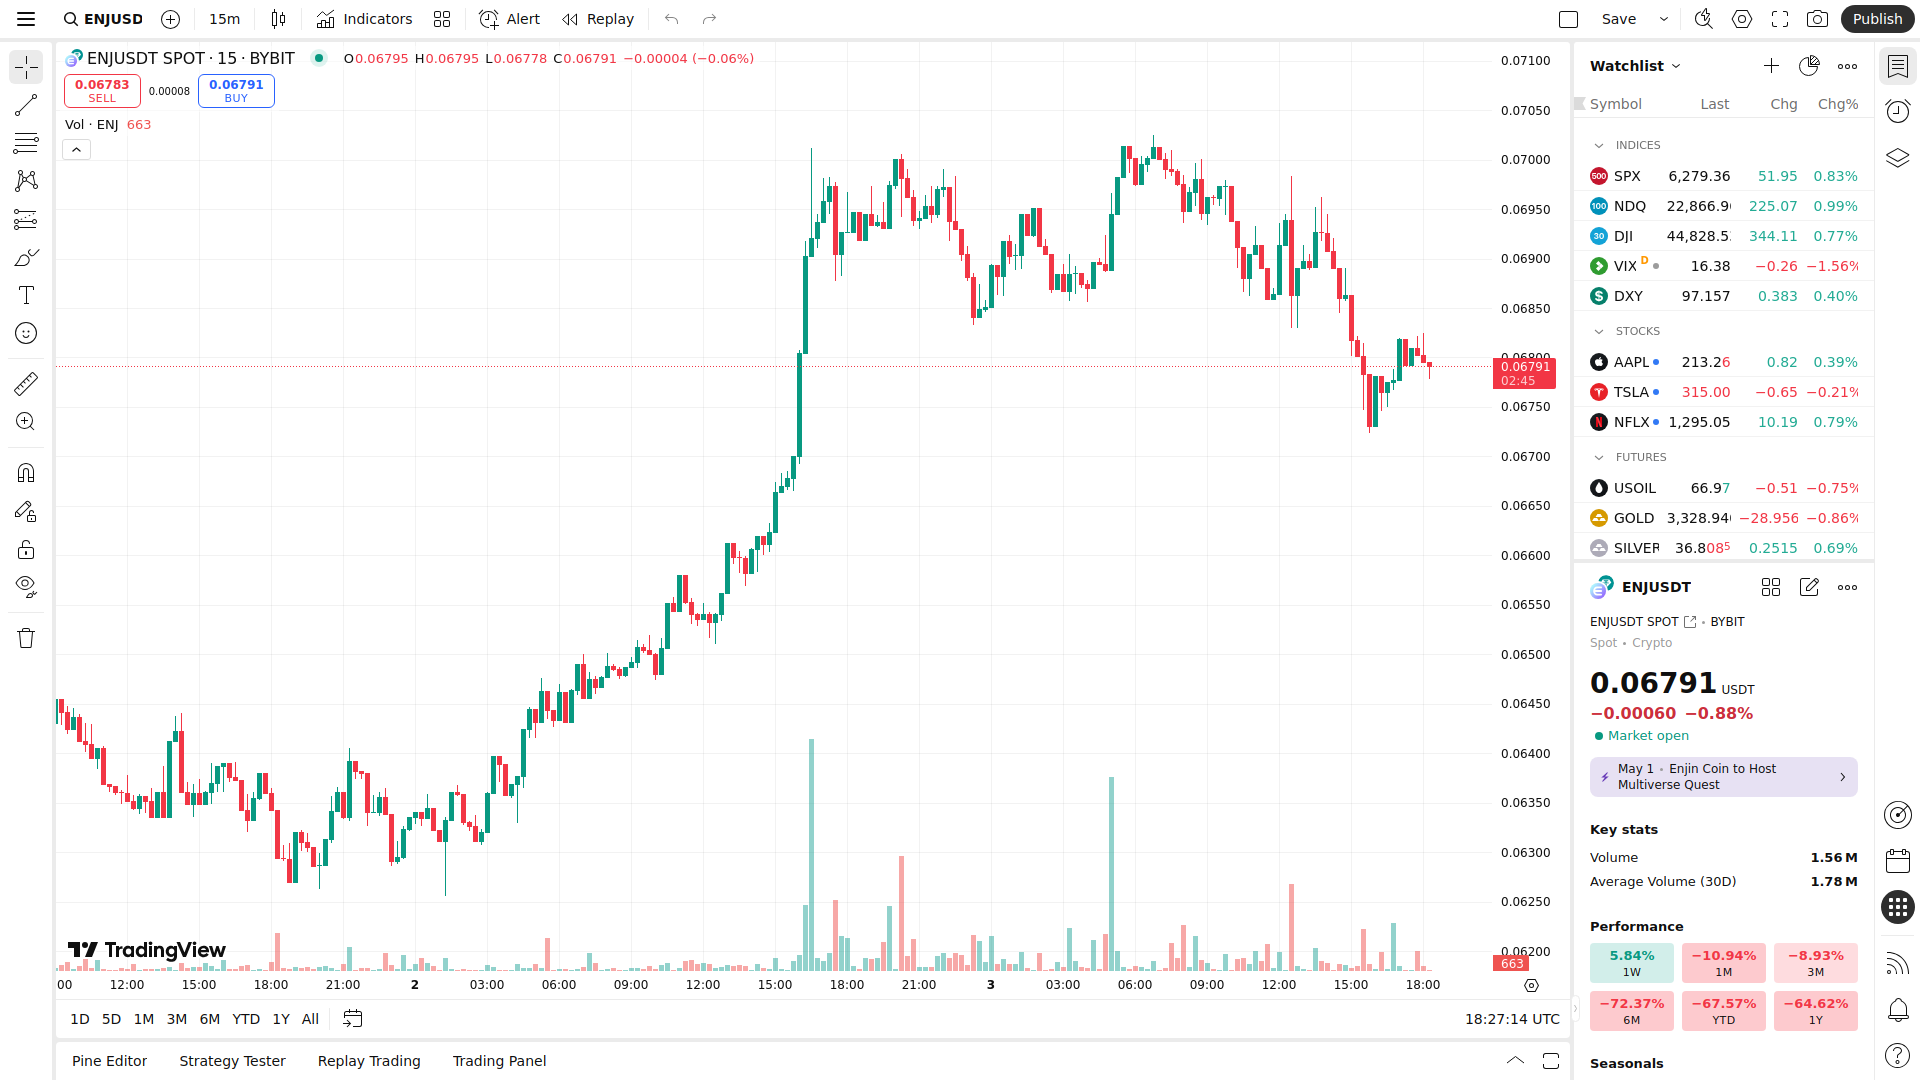 ENJUSD 15m Indicators Alert Replay Save Publish
ENJUSDT SPOT · 15 · BYBIT O0.06795 H0.06795 L0.06778 C0.06791 −0.00004 (−0.06%)
0.06783 SELL 0.00008 0.06791 BUY
Vol · ENJ 663
0.07100
0.07050
0.07000
0.06950
0.06900
0.06850
0.06800
0.06791
02:45
0.06750
0.06700
0.06650
0.06600
0.06550
0.06500
0.06450
0.06400
0.06350
0.06300
0.06250
0.06200
663
TradingView
00 12:00 15:00 18:00 21:00 2 03:00 06:00 09:00 12:00 15:00 18:00 21:00 3 03:00 06:00 09:00 12:00 15:00 18:00
1D 5D 1M 3M 6M YTD 1Y All 18:27:14 UTC
Pine Editor Strategy Tester Replay Trading Trading Panel
Watchlist
Symbol Last Chg Chg%
INDICES
500 SPX 6,279.36 51.95 0.83%
100 NDQ 22,866.9 225.07 0.99%
30 DJI 44,828.5 344.11 0.77%
VIX D 16.38 −0.26 −1.56%
$ DXY 97.157 0.383 0.40%
STOCKS
AAPL 213.26 0.82 0.39%
TSLA 315.00 −0.65 −0.21%
NFLX 1,295.05 10.19 0.79%
FUTURES
USOIL 66.97 −0.51 −0.75%
GOLD 3,328.94 −28.956 −0.86%
SILVER 36.8085 0.2515 0.69%
ENJUSDT
ENJUSDT SPOT • BYBIT
Spot • Crypto
0.06791 USDT
−0.00060 −0.88%
Market open
May 1 • Enjin Coin to Host
Multiverse Quest
Key stats
Volume 1.56 M
Average Volume (30D) 1.78 M
Performance
5.84% −10.94% −8.93%
1W 1M 3M
−72.37% −67.57% −64.62%
6M YTD 1Y
Seasonals